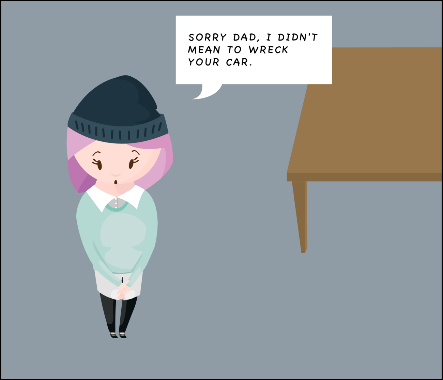 SORRY DAD, I DIDN'T
MEAN TO WRECK
YOUR CAR.